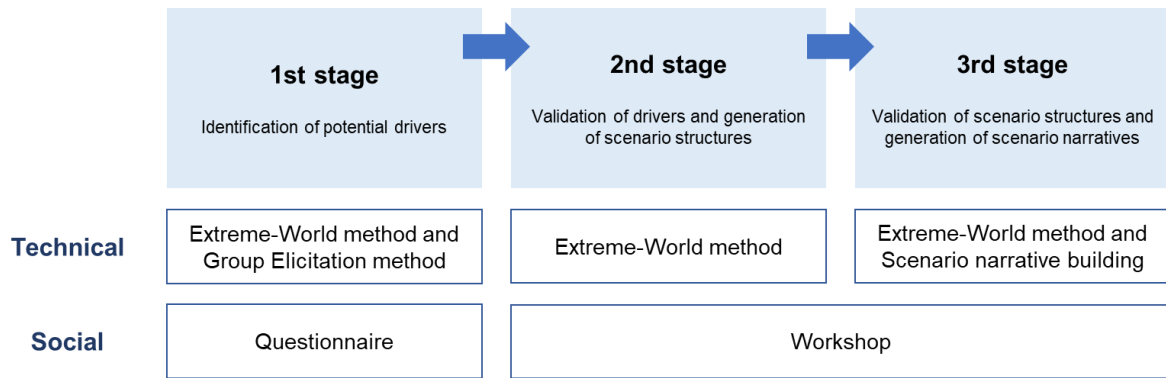 1st stage
Identification of potential drivers
2nd stage
Validation of drivers and generation
of scenario structures
3rd stage
Validation of scenario structures and
generation of scenario narratives
Technical
Extreme-World method and
Group Elicitation method
Extreme-World method
Extreme-World method and
Scenario narrative building
Social
Questionnaire
Workshop